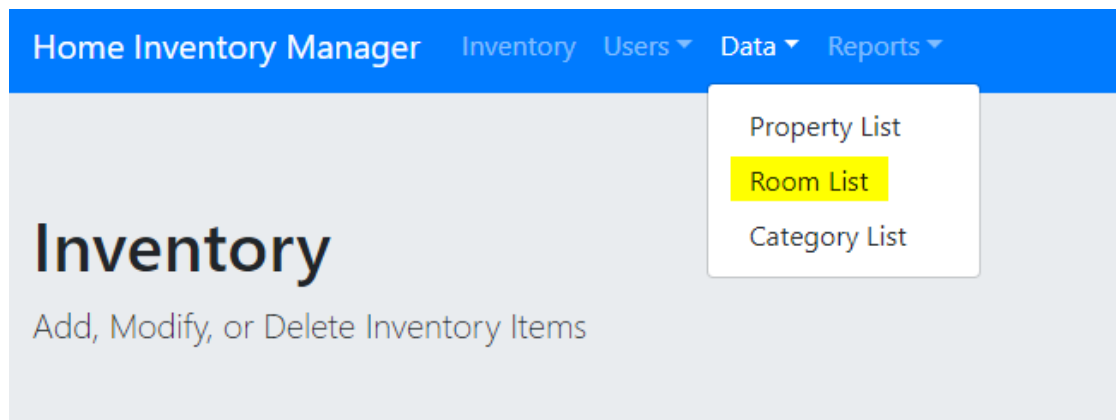 Home Inventory Manager Inventory Users Data Reports
Property List
Room List
Category List
Inventory
Add, Modify, or Delete Inventory Items